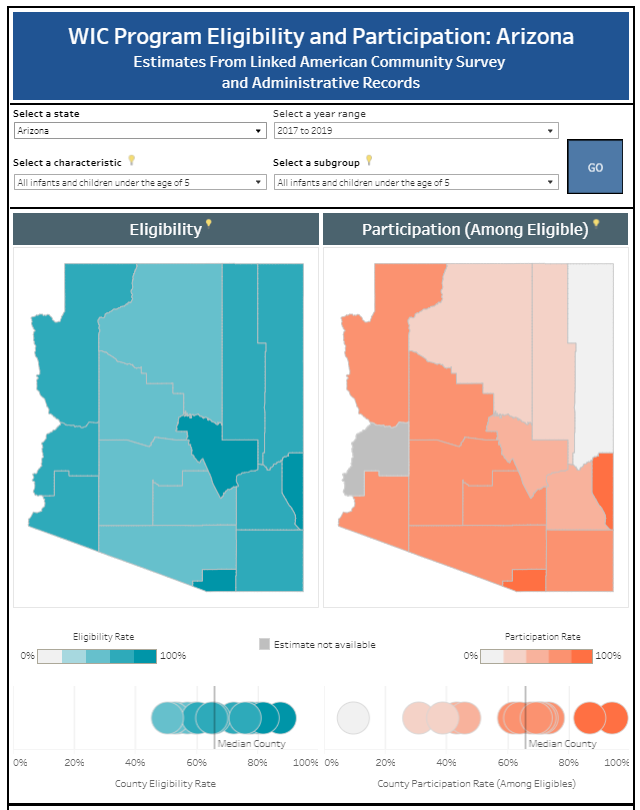 WIC Program Eligibility and Participation: Arizona
Estimates From Linked American Community Survey
and Administrative Records
Select a state
Select a year range
Arizona
2017 to 2019
Select a characteristic
Select a subgroup
GO
All infants and children under the age of 5
All infants and children under the age of 5
Eligibility
Participation (Among Eligible)
Eligibility Rate
0%
100%
Estimate not available
Participation Rate
0%
100%
Median County
Median County
0%
20%
40%
60%
80%
100%
0%
20%
40%
60%
80%
100%
County Eligibility Rate
County Participation Rate (Among Eligibles)